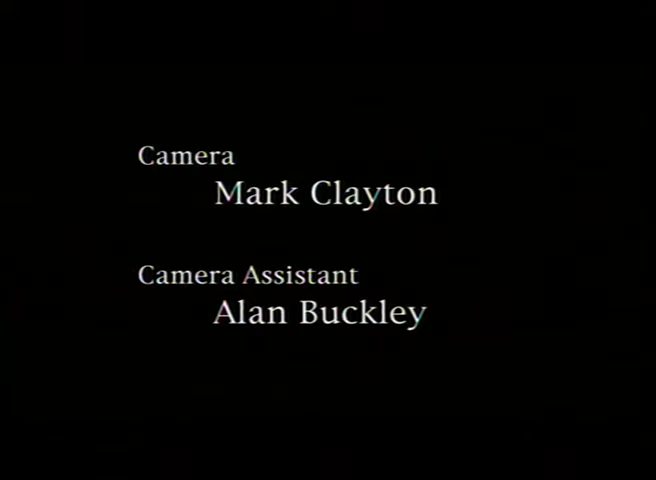 Camera
Mark Clayton
Camera Assistant
Alan Buckley